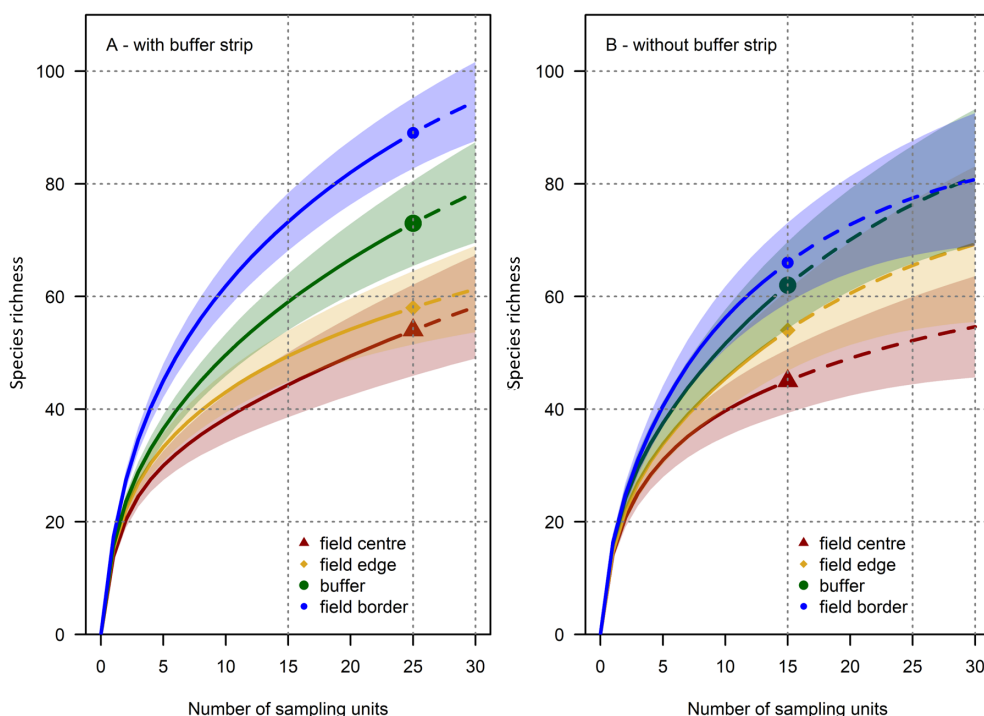 A - with buffer strip
Species richness
100
80
60
40
20
0
field centre
field edge
buffer
field border
0 5 10 15 20 25 30
Number of sampling units
B - without buffer strip
Species richness
100
80
60
40
20
0
field centre
field edge
buffer
field border
0 5 10 15 20 25 30
Number of sampling units